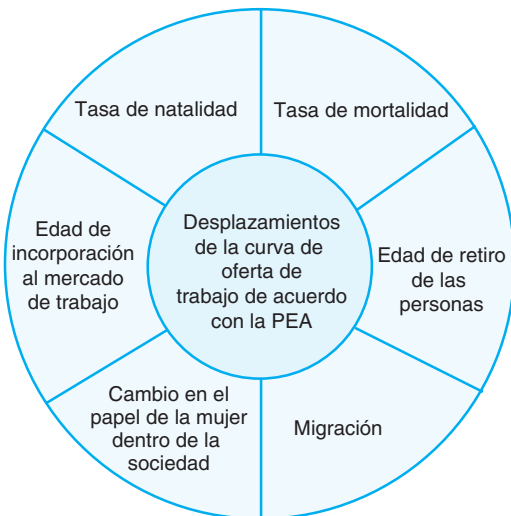 Tasa de natalidad
Tasa de mortalidad
Edad de
incorporación
al mercado
de trabajo
Desplazamientos
de la curva de
oferta de
trabajo de acuerdo
con la PEA
Edad de retiro
de las
personas
Cambio en el
papel de la mujer
dentro de la
sociedad
Migración